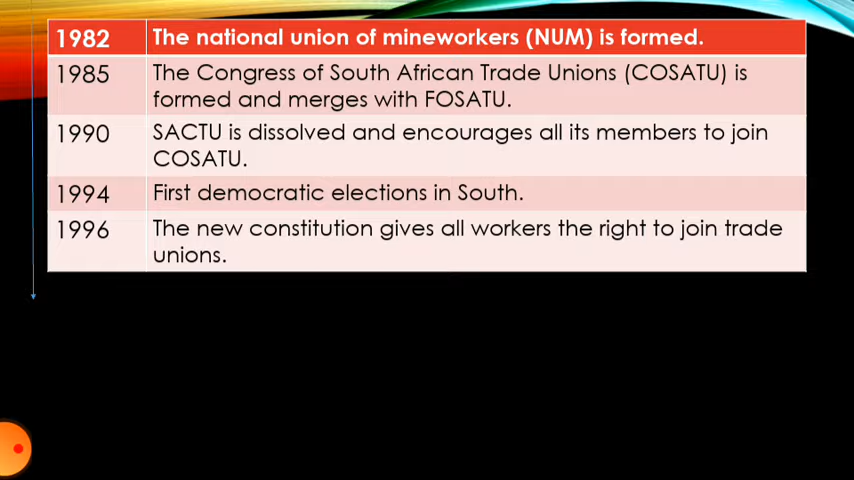 1982 The national union of mineworkers (NUM) is formed.
1985 The Congress of South African Trade Unions (COSATU) is
formed and merges with FOSATU.
1990 SACTU is dissolved and encourages all its members to join
COSATU.
1994 First democratic elections in South.
1996 The new constitution gives all workers the right to join trade
unions.